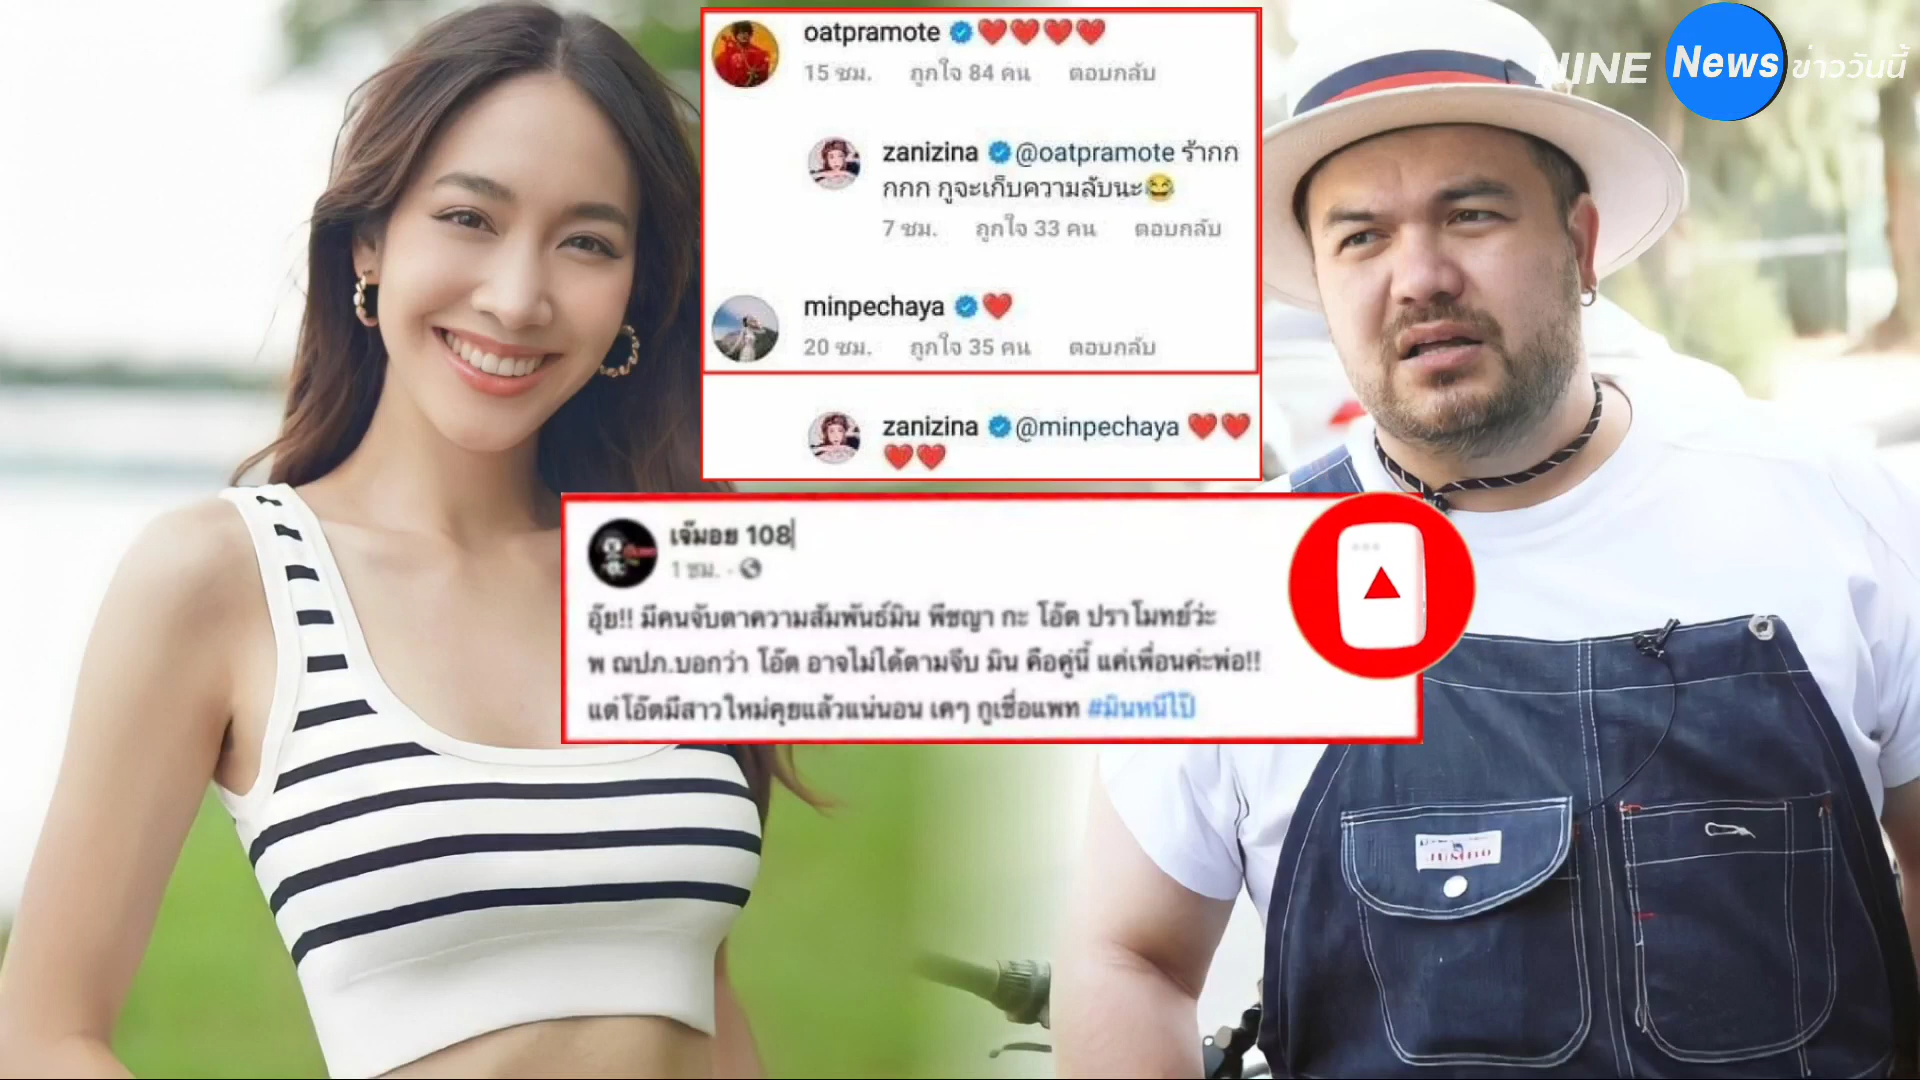 oatpramote ❤❤❤❤
15 ชม. ถูกใจ 84 คน ตอบกลับ
zanizina @oatpramote ร้ากก
กกก กูจะเก็บความลับนะ😂
7 ชม. ถูกใจ 33 คน ตอบกลับ
minpechaya ❤
20 ชม. ถูกใจ 35 คน ตอบกลับ
zanizina @minpechaya ❤❤
❤❤
NINE News ข่าววันนี้
เจ๊มอย 108
1 ชม.
อุ๊ย!! มีคนจับตาความสัมพันธ์มิน พีชญา กะ โอ๊ต ปราโมทย์ว่ะ
พ ณปภ.บอกว่า โอ๊ต อาจไม่ได้ตามจีบ มิน คือคู่นี้ แค่เพื่อนค่ะพ่อ!!
แต่โอ๊ตมีสาวใหม่คุยแล้วแน่นอน เคๆ กูเชื่อแพท #มินหนีไป๊